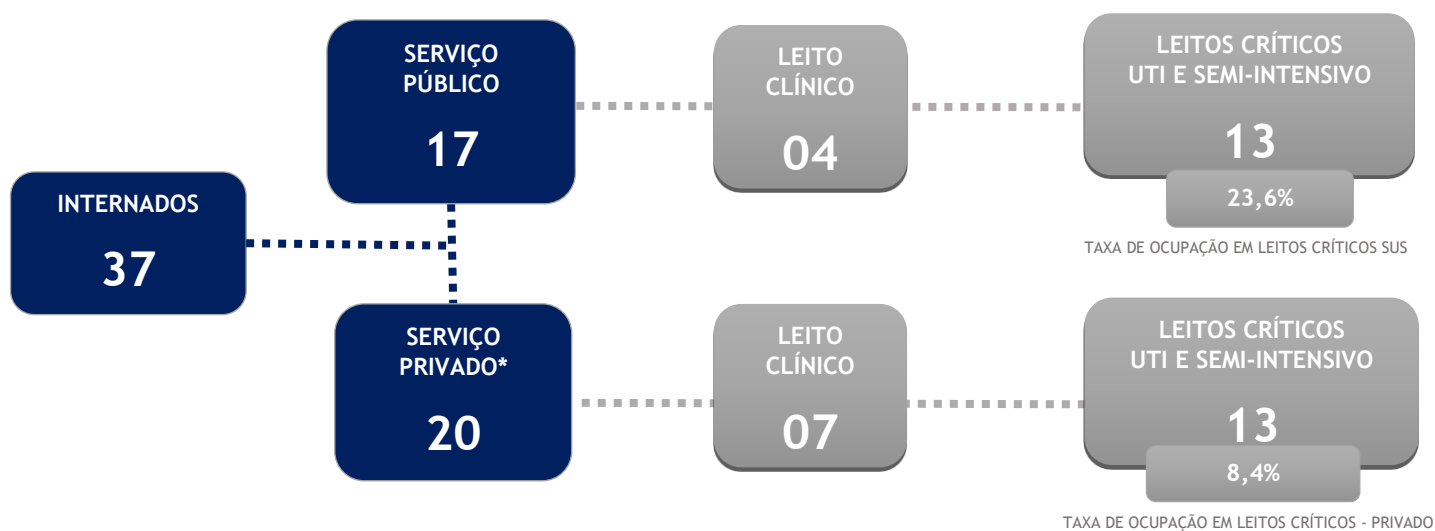 INTERNADOS
37
SERVIÇO
PÚBLICO
17
LEITO
CLÍNICO
04
LEITOS CRÍTICOS
UTI E SEMI-INTENSIVO
13
23,6%
TAXA DE OCUPAÇÃO EM LEITOS CRÍTICOS SUS
SERVIÇO
PRIVADO*
20
LEITO
CLÍNICO
07
LEITOS CRÍTICOS
UTI E SEMI-INTENSIVO
13
8,4%
TAXA DE OCUPAÇÃO EM LEITOS CRÍTICOS - PRIVADO